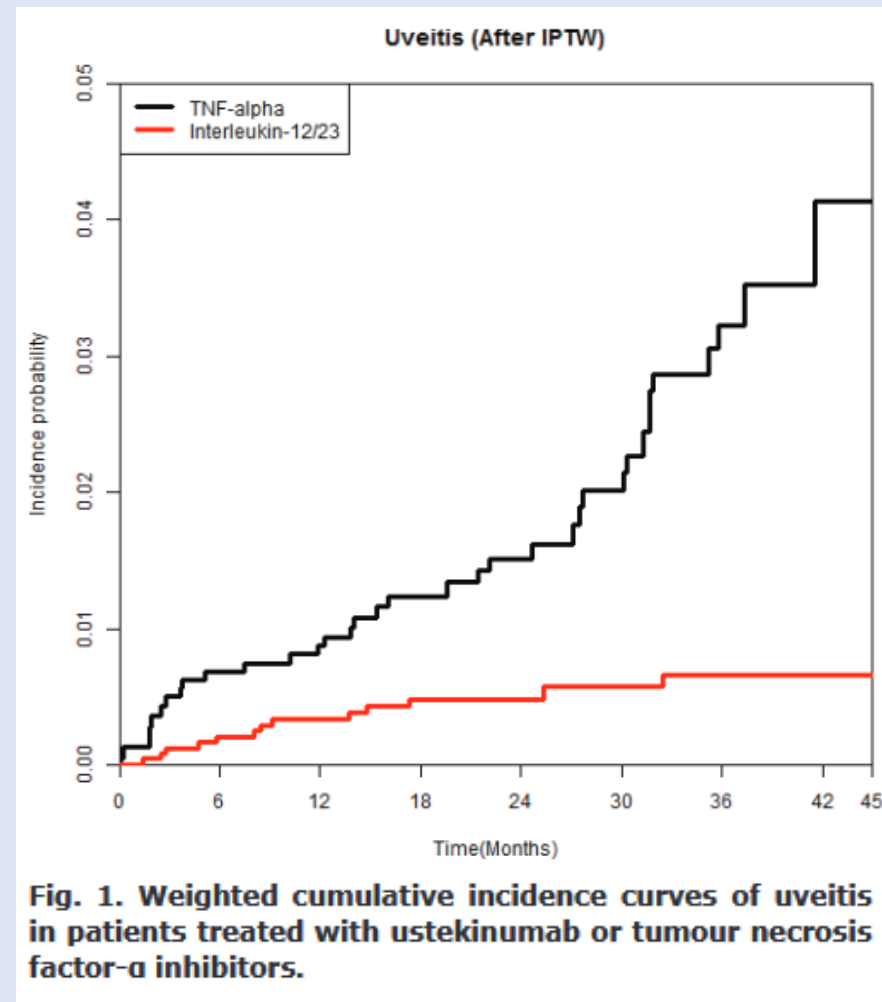 Uveitis (After IPTW)
TNF-alpha
Interleukin-12/23
0.05
0.04
0.03
0.02
0.01
0.00
Incidence probability
0 6 12 18 24 30 36 42 45
Time(Months)
Fig. 1. Weighted cumulative incidence curves of uveitis
in patients treated with ustekinumab or tumour necrosis
factor-α inhibitors.